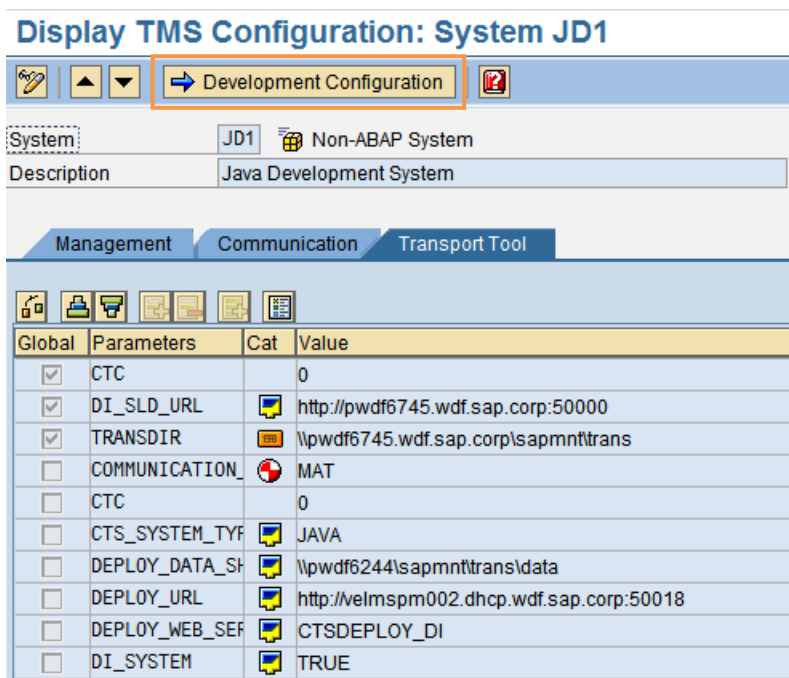 Display TMS Configuration: System JD1
Development Configuration
System JD1 Non-ABAP System
Description Java Development System
Management Communication Transport Tool
Global Parameters Cat Value
CTC 0
DI_SLD_URL http://pwdf6745.wdf.sap.corp:50000
TRANSDIR \\pwdf6745.wdf.sap.corp\sapmnt\trans
COMMUNICATION_ MAT
CTC 0
CTS_SYSTEM_TYP JAVA
DEPLOY_DATA_SH \\pwdf6244\sapmnt\trans\data
DEPLOY_URL http://velmspm002.dhcp.wdf.sap.corp:50018
DEPLOY_WEB_SER CTSDEPLOY_DI
DI_SYSTEM TRUE